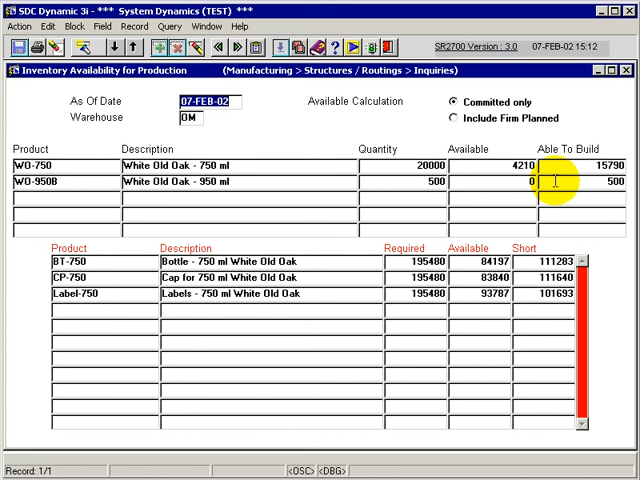 SDC Dynamic 3i - *** System Dynamics (TEST) ***
Action Edit Block Field Record Query Window Help
SR2700 Version : 3.0 07-FEB-02 15:12
Inventory Availability for Production (Manufacturing > Structures / Routings > Inquiries)
As Of Date 07-FEB-02 Available Calculation Committed only
Warehouse OM Include Firm Planned
Product Description Quantity Available Able To Build
WO-750 White Old Oak - 750 ml 20000 4210 15790
WO-950B White Old Oak - 950 ml 500 0 500
Product Description Required Available Short
BT-750 Bottle - 750 ml White Old Oak 195480 84197 111283
CP-750 Cap for 750 ml White Old Oak 195480 83840 111640
Label-750 Labels - 750 ml White Old Oak 195480 93787 101693
Record: 1/1 <OSC> <DBG>